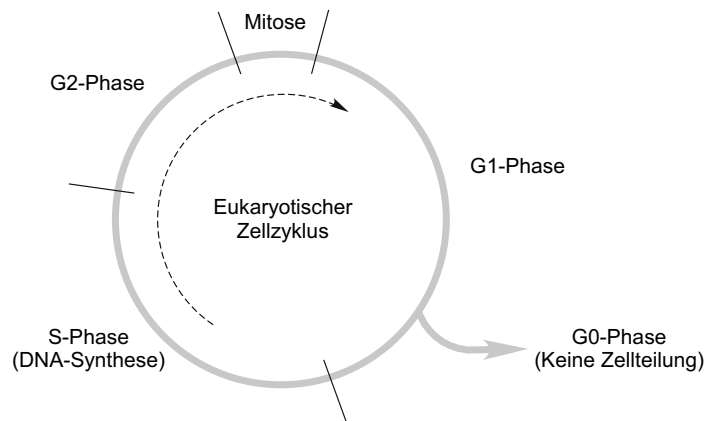 Mitose
G2-Phase
G1-Phase
Eukaryotischer
Zellzyklus
S-Phase
(DNA-Synthese)
G0-Phase
(Keine Zellteilung)